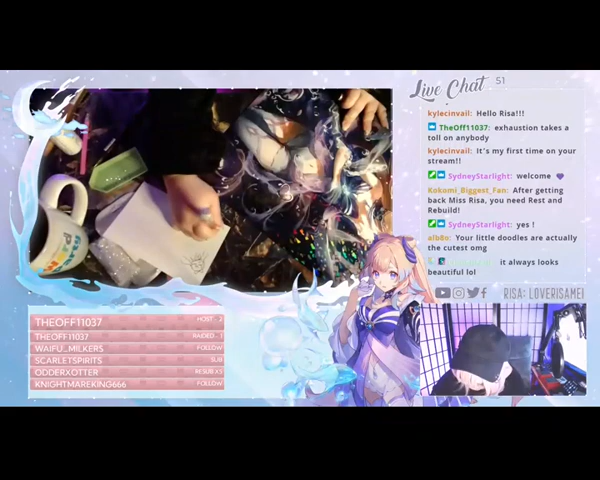 Live Chat 51
kylecinvail: Hello Risa!!!
TheOff11037: exhaustion takes a
toll on anybody
kylecinvail: It's my first time on your
stream!!
SydneyStarlight: welcome
Kokomi_Biggest_Fan: After getting
back Miss Risa, you need Rest and
Rebuild!
SydneyStarlight: yes !
elb8n: Your little doodles are actually
the cutest omg
it always looks
beautiful lol
RISA: LOVERISAMEI
THEOFF11037 HOST - 2
THEOFF11037 RAIDED - 1
WAIFU_MILKERS FOLLOW
SCARLETSPIRITS SUB
ODDERXOTTER RESUB X5
KNIGHTMAREKING666 FOLLOW